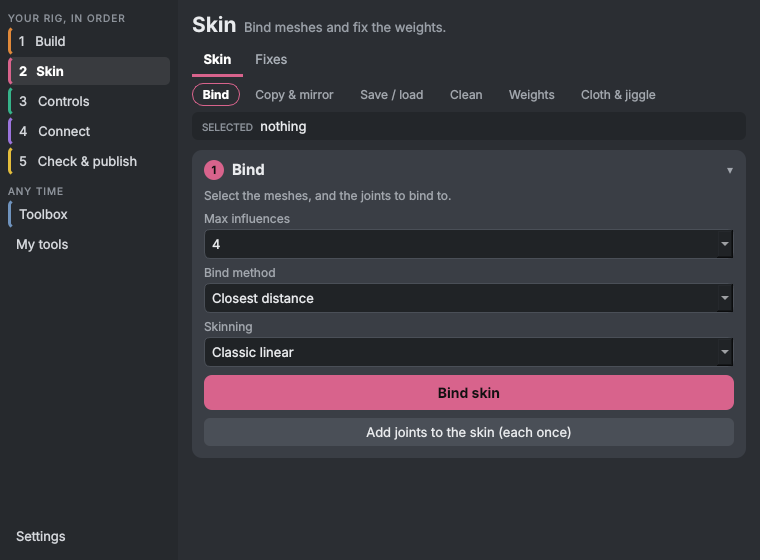 YOUR RIG, IN ORDER
1 Build
2 Skin
3 Controls
4 Connect
5 Check & publish
ANY TIME
Toolbox
My tools
Settings
Skin Bind meshes and fix the weights.
Skin Fixes
Bind Copy & mirror Save / load Clean Weights Cloth & jiggle
SELECTED nothing
1 Bind
Select the meshes, and the joints to bind to.
Max influences
4
Bind method
Closest distance
Skinning
Classic linear
Bind skin
Add joints to the skin (each once)